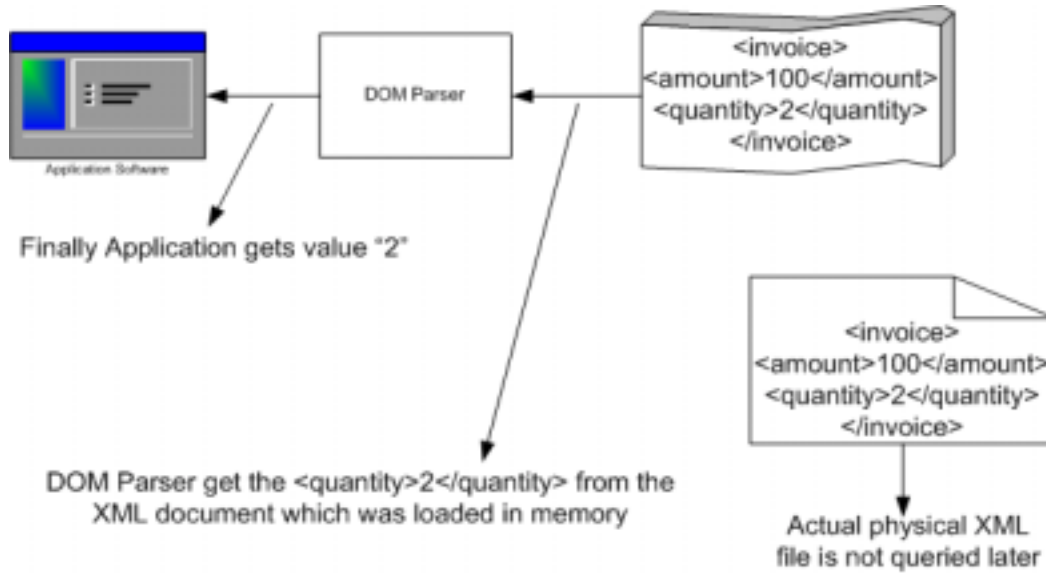 <invoice>
<amount>100</amount>
<quantity>2</quantity>
</invoice>
DOM Parser
Application Software
Finally Application gets value “2”
<invoice>
<amount>100</amount>
<quantity>2</quantity>
</invoice>
DOM Parser get the <quantity>2</quantity> from the
XML document which was loaded in memory
Actual physical XML
file is not queried later